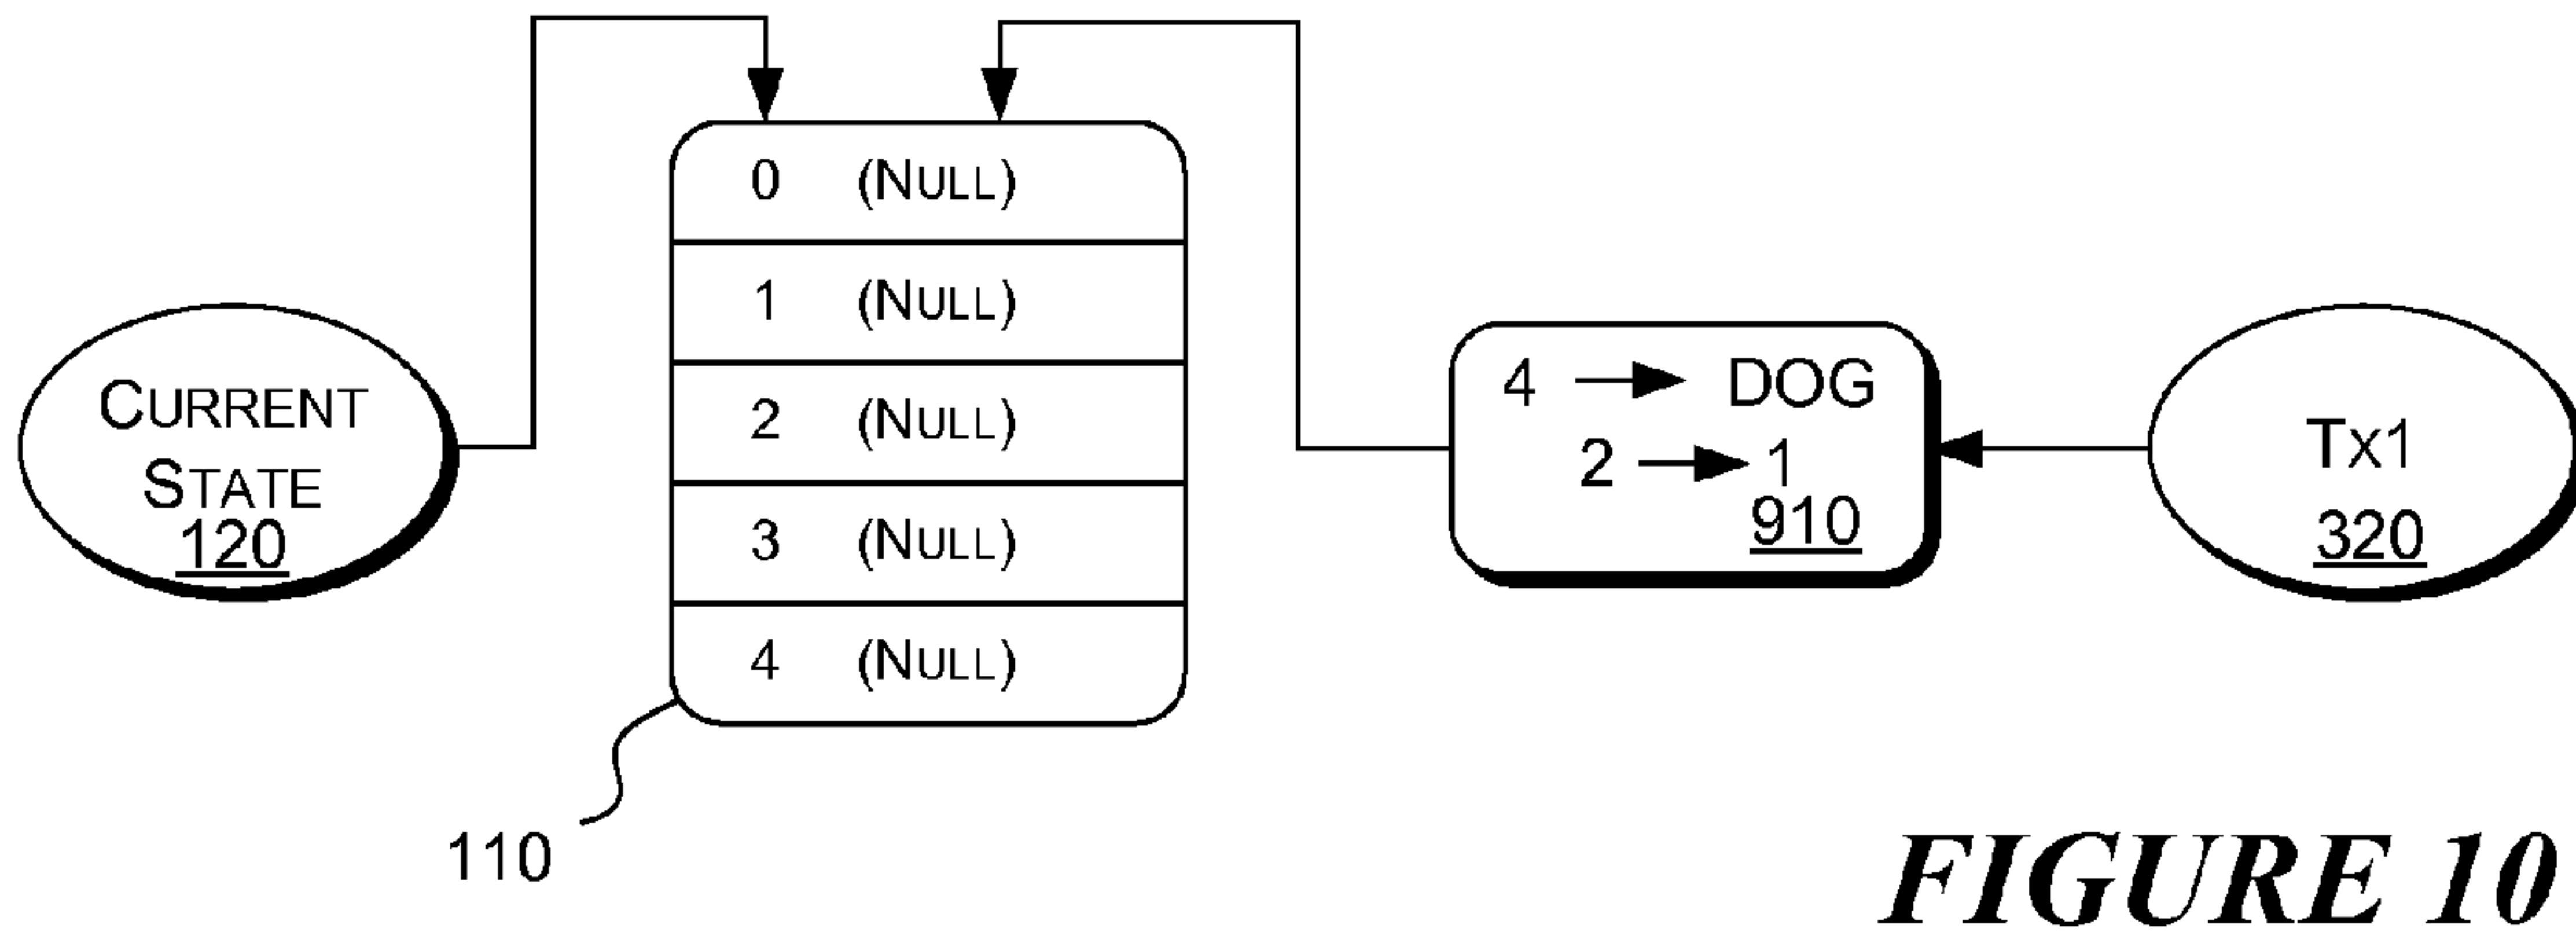 0 (NULL)
1 (NULL)
2 (NULL)
3 (NULL)
4 (NULL)
110
CURRENT
STATE
120
4 → DOG
2 → 1
910
TX1
320
FIGURE 10